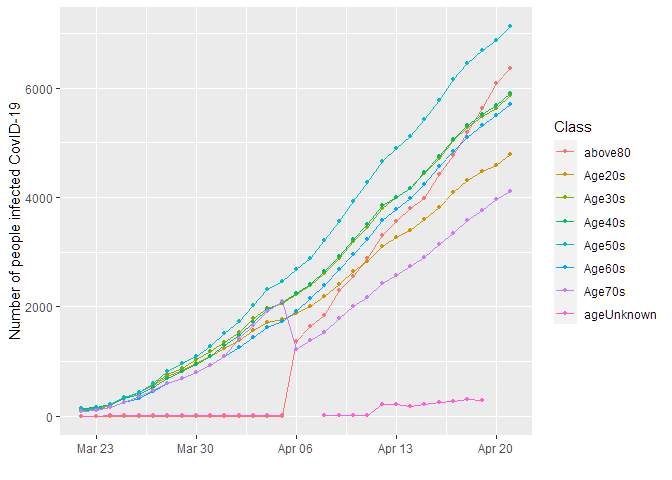 Number of people infected CovID-19
6000
4000
2000
0
Mar 23
Mar 30
Apr 06
Apr 13
Apr 20
Class
above80
Age20s
Age30s
Age40s
Age50s
Age60s
Age70s
ageUnknown